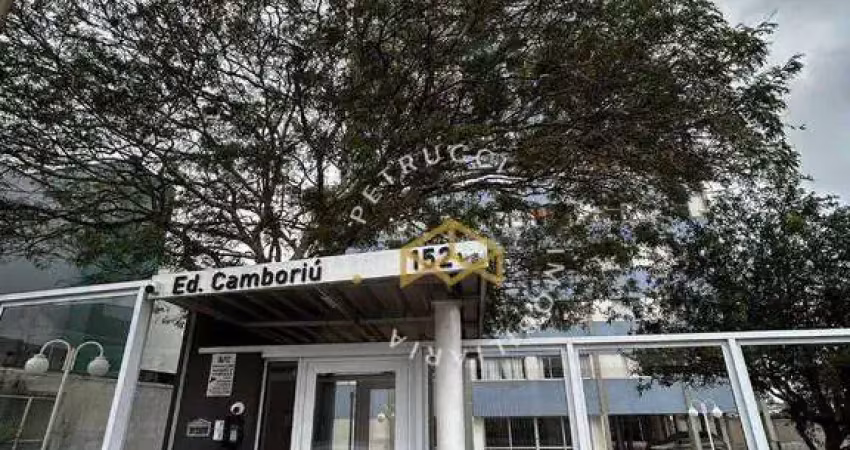 PETRUCCI
IMOBILIÁRIA
Ed. Camboriú
152